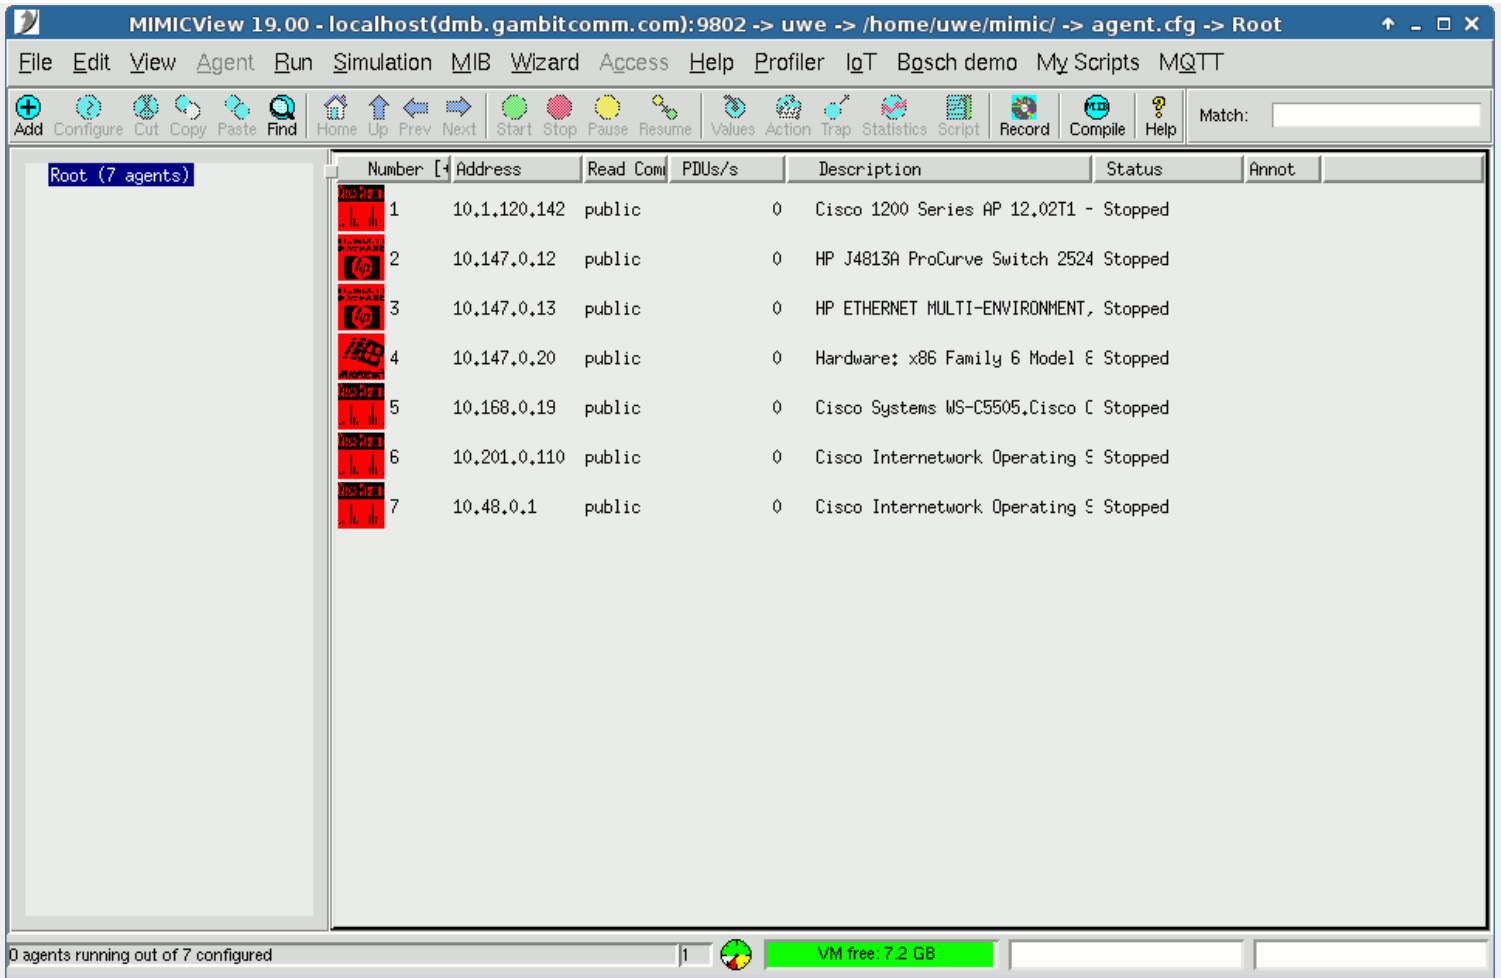 MIMICView 19.00 - localhost(dmb.gambitcomm.com):9802 -> uwe -> /home/uwe/mimic/ -> agent.cfg -> Root
File Edit View Agent Run Simulation MIB Wizard Access Help Profiler IoT Bosch demo My Scripts MQTT
Add Configure Cut Copy Paste Find Home Up Prev Next Start Stop Pause Resume Values Action Trap Statistics Script Record Compile Help Match:
Root (7 agents)
Number Address Read Com PDUs/s Description Status Annot
1 10.1.120.142 public 0 Cisco 1200 Series AP 12.02T1 - Stopped
2 10.147.0.12 public 0 HP J4813A ProCurve Switch 2524 Stopped
3 10.147.0.13 public 0 HP ETHERNET MULTI-ENVIRONMENT, Stopped
4 10.147.0.20 public 0 Hardware: x86 Family 6 Model Stopped
5 10.168.0.19 public 0 Cisco Systems WS-C5505.Cisco Stopped
6 10.201.0.110 public 0 Cisco Internetwork Operating Stopped
7 10.48.0.1 public 0 Cisco Internetwork Operating Stopped
0 agents running out of 7 configured 1 VM free: 7.2 GB